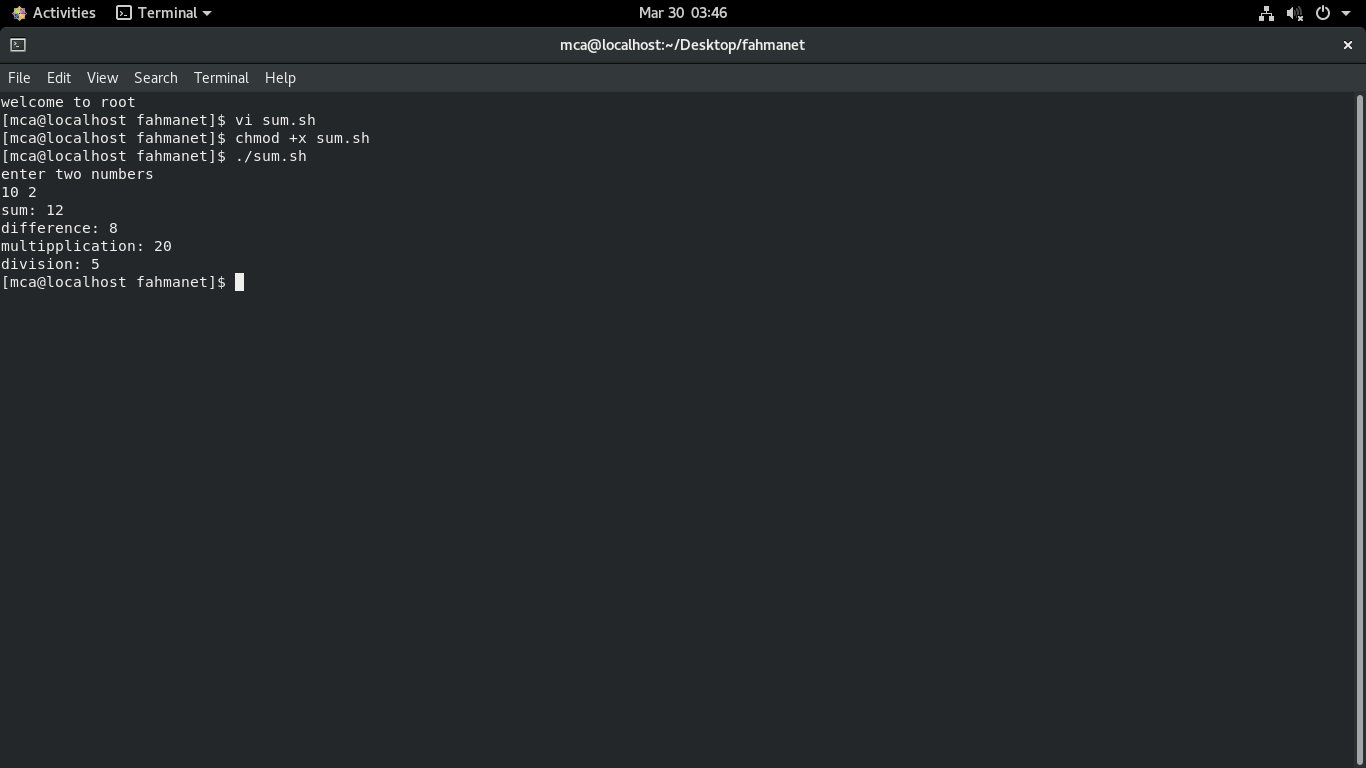 Activities
Terminal
Mar 30 03:46
mca@localhost:~/Desktop/fahmanet
File Edit View Search Terminal Help
welcome to root
[mca@localhost fahmanet]$ vi sum.sh
[mca@localhost fahmanet]$ chmod +x sum.sh
[mca@localhost fahmanet]$ ./sum.sh
enter two numbers
10 2
sum: 12
difference: 8
multipplication: 20
division: 5
[mca@localhost fahmanet]$